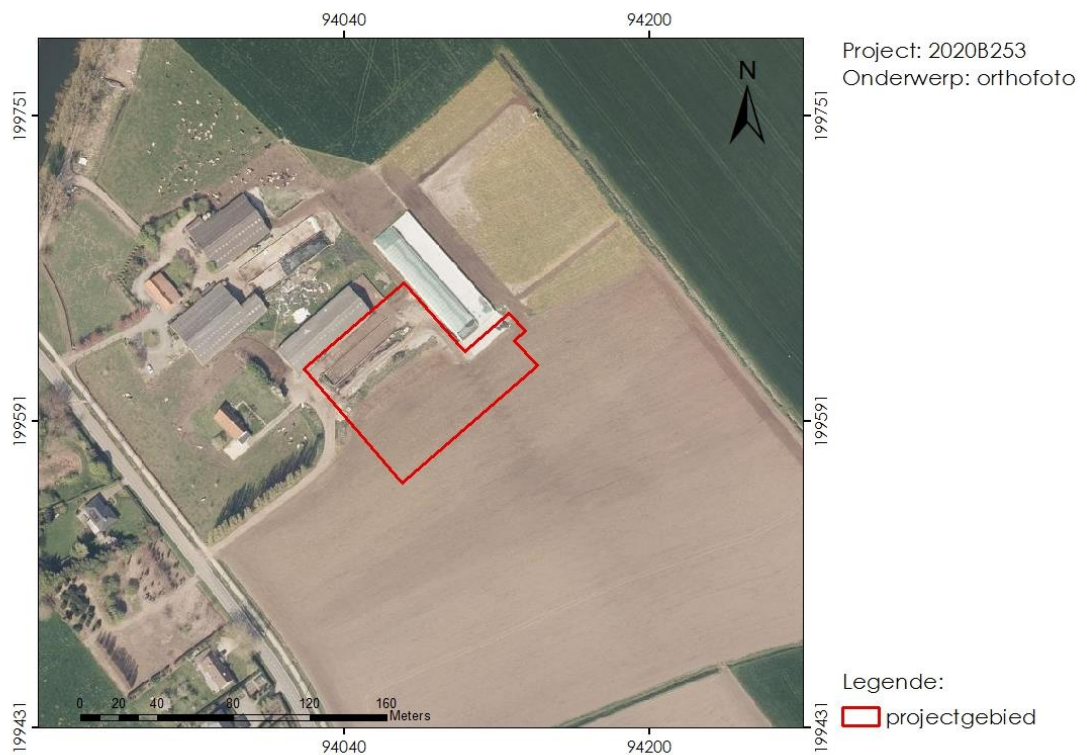 94040 94200
Project: 2020B253
Onderwerp: orthofoto
N
199751 199751
199591 199591
Legende:
projectgebied
0 20 40 80 120 160
Meters
199431 199431
94040 94200